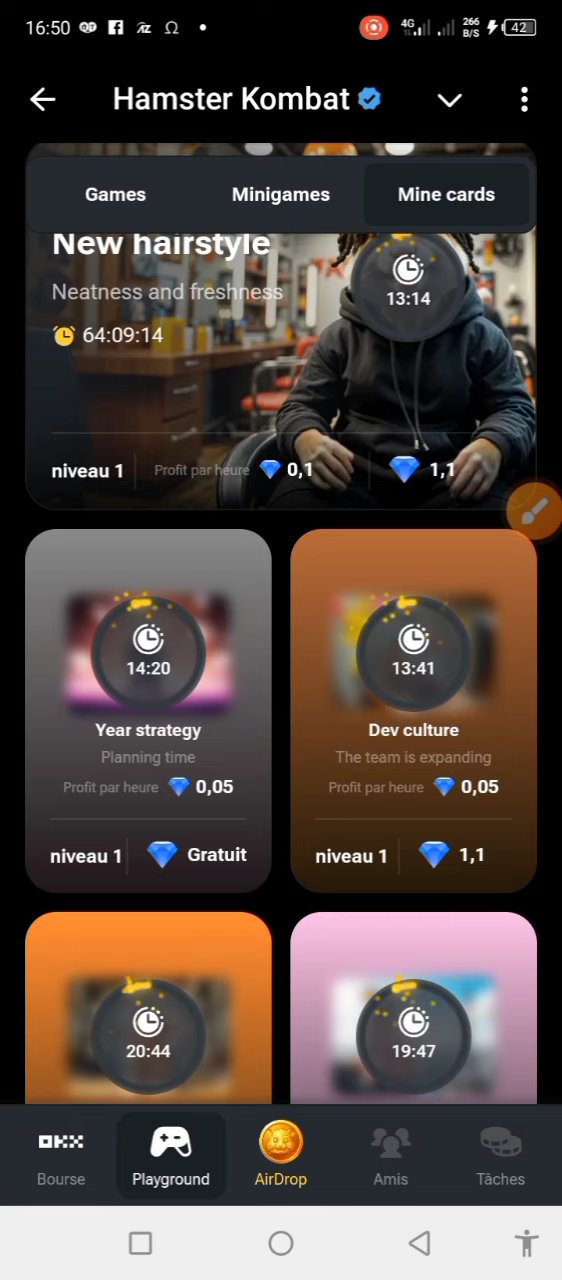 16:50
4G
266 B/S
42
Hamster Kombat
Games Minigames Mine cards
New hairstyle
Neatness and freshness
13:14
64:09:14
niveau 1 Profit par heure 0,1 1,1
14:20
Year strategy
Planning time
Profit par heure 0,05
niveau 1 Gratuit
13:41
Dev culture
The team is expanding
Profit par heure 0,05
niveau 1 1,1
20:44
19:47
OKX
Bourse Playground AirDrop Amis Tâches